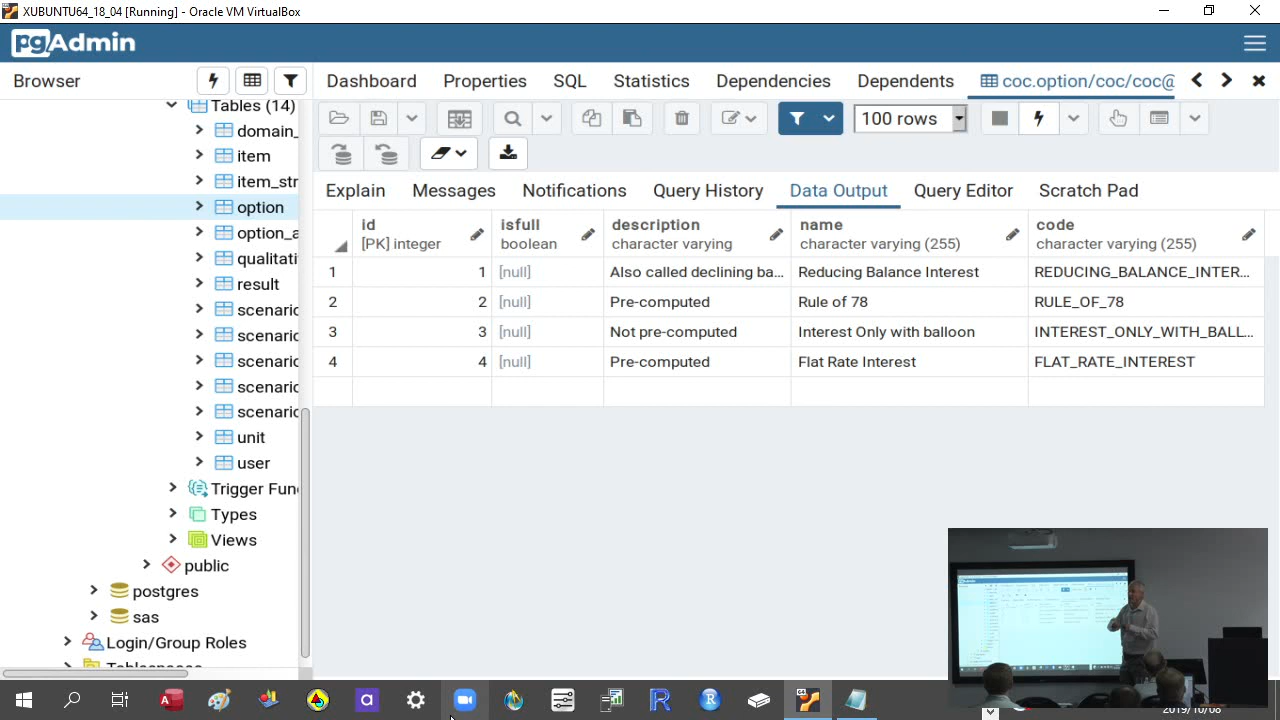 XUBUNTU64_18_04 [Running] - Oracle VM VirtualBox
pgAdmin
Browser
Dashboard Properties SQL Statistics Dependencies Dependents coc.option/coc/coc@
100 rows
Explain Messages Notifications Query History Data Output Query Editor Scratch Pad
id isfull description name code
[PK] integer boolean character varying character varying (255) character varying (255)
1 1 [null] Also called declining ba... Reducing Balance Interest REDUCING_BALANCE_INTER...
2 2 [null] Pre-computed Rule of 78 RULE_OF_78
3 3 [null] Not pre-computed Interest Only with balloon INTEREST_ONLY_WITH_BALL...
4 4 [null] Pre-computed Flat Rate Interest FLAT_RATE_INTEREST
Tables (14)
domain_
item
item_str
option
option_a
qualitati
result
scenario
scenario
scenario
scenario
scenario
unit
user
Trigger Fun
Types
Views
public
postgres
sas
Login/Group Roles
Tablespaces
2019/10/08